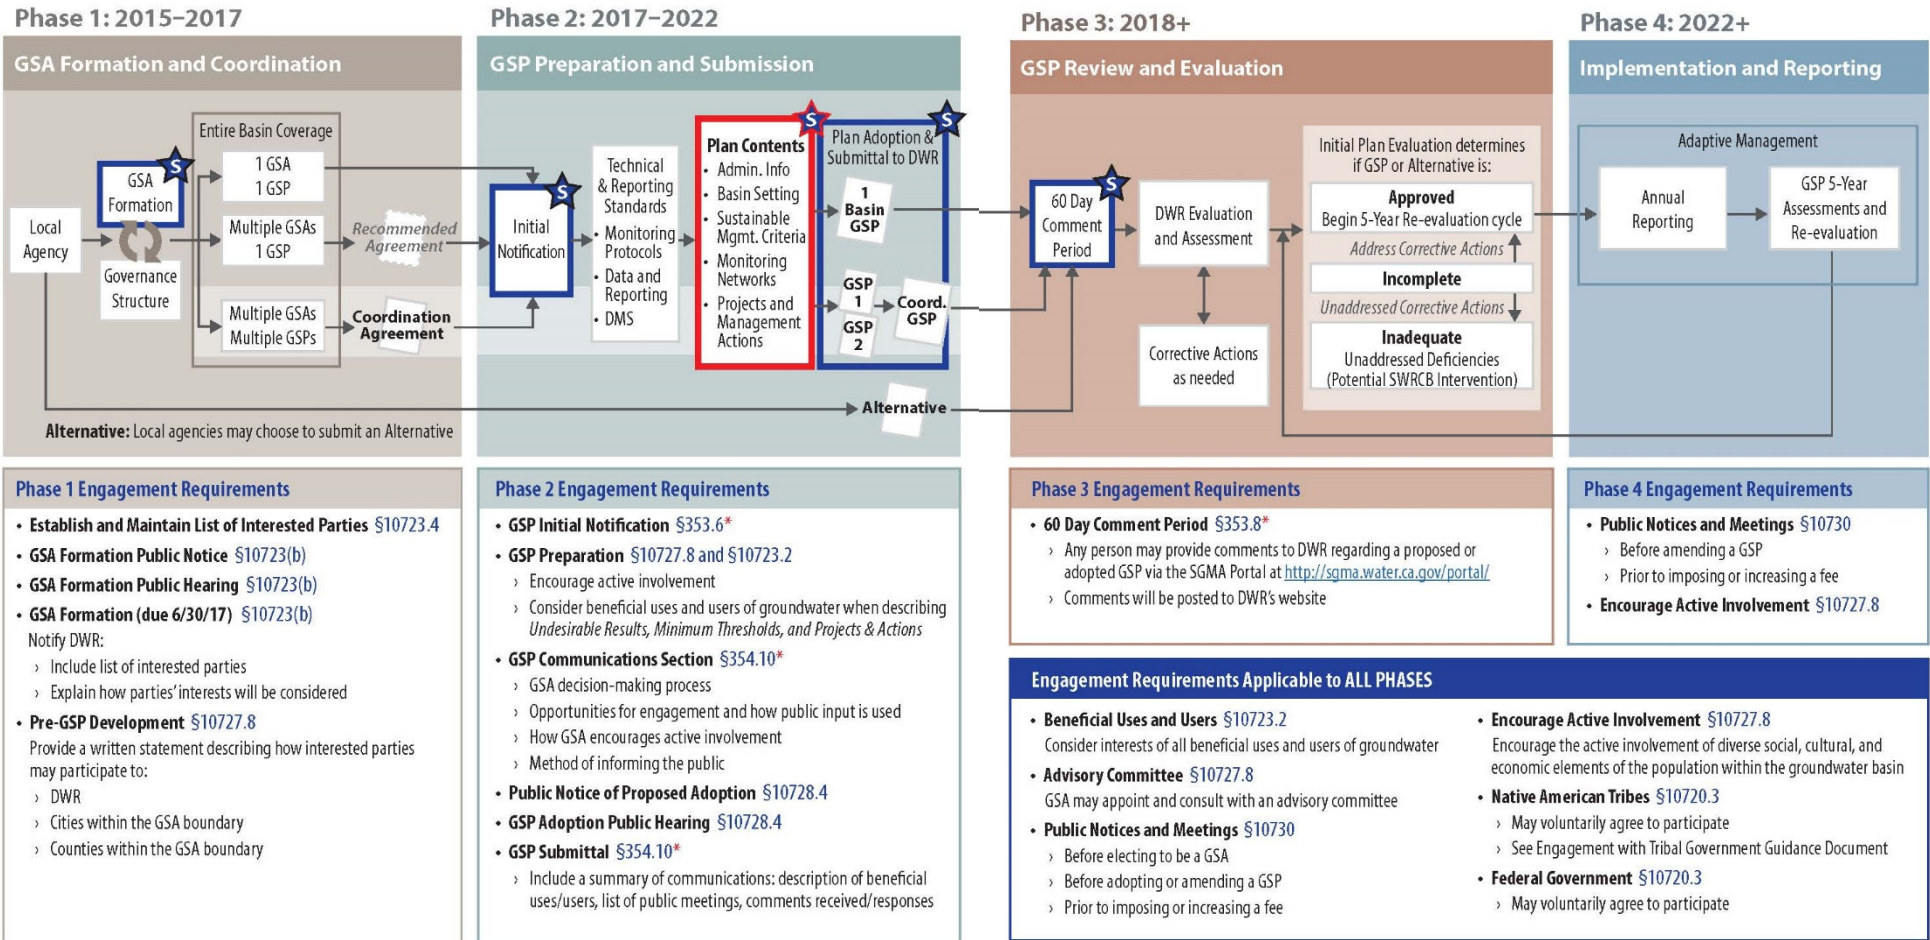 Phase 1: 2015–2017
GSA Formation and Coordination
Entire Basin Coverage
S
GSA
Formation
Local
Agency
Governance
Structure
1 GSA
1 GSP
Multiple GSAs
1 GSP
Multiple GSAs
Multiple GSPs
Recommended
Agreement
Coordination
Agreement
Alternative: Local agencies may choose to submit an Alternative
Phase 2: 2017–2022
GSP Preparation and Submission
S
Initial
Notification
Technical
& Reporting
Standards
• Monitoring
Protocols
• Data and
Reporting
• DMS
S
Plan Contents
• Admin. Info
• Basin Setting
• Sustainable
Mgmt. Criteria
• Monitoring
Networks
• Projects and
Management
Actions
S
Plan Adoption &
Submittal to DWR
1
Basin
GSP
GSP
1
GSP
2
Coord.
GSP
Alternative
Phase 3: 2018+
GSP Review and Evaluation
S
60 Day
Comment
Period
DWR Evaluation
and Assessment
Corrective Actions
as needed
Initial Plan Evaluation determines
if GSP or Alternative is:
Approved
Begin 5-Year Re-evaluation cycle
Address Corrective Actions
Incomplete
Unaddressed Corrective Actions
Inadequate
Unaddressed Deficiencies
(Potential SWRCB Intervention)
Phase 4: 2022+
Implementation and Reporting
Adaptive Management
Annual
Reporting
GSP 5-Year
Assessments and
Re-evaluation
Phase 1 Engagement Requirements
• Establish and Maintain List of Interested Parties §10723.4
• GSA Formation Public Notice §10723(b)
• GSA Formation Public Hearing §10723(b)
• GSA Formation (due 6/30/17) §10723(b)
Notify DWR:
› Include list of interested parties
› Explain how parties' interests will be considered
• Pre-GSP Development §10727.8
Provide a written statement describing how interested parties
may participate to:
› DWR
› Cities within the GSA boundary
› Counties within the GSA boundary
Phase 2 Engagement Requirements
• GSP Initial Notification §353.6*
• GSP Preparation §10727.8 and §10723.2
› Encourage active involvement
› Consider beneficial uses and users of groundwater when describing
Undesirable Results, Minimum Thresholds, and Projects & Actions
• GSP Communications Section §354.10*
› GSA decision-making process
› Opportunities for engagement and how public input is used
› How GSA encourages active involvement
› Method of informing the public
• Public Notice of Proposed Adoption §10728.4
• GSP Adoption Public Hearing §10728.4
• GSP Submittal §354.10*
› Include a summary of communications: description of beneficial
uses/users, list of public meetings, comments received/responses
Phase 3 Engagement Requirements
• 60 Day Comment Period §353.8*
› Any person may provide comments to DWR regarding a proposed or
adopted GSP via the SGMA Portal at http://sgma.water.ca.gov/portal/
› Comments will be posted to DWR's website
Phase 4 Engagement Requirements
• Public Notices and Meetings §10730
› Before amending a GSP
› Prior to imposing or increasing a fee
• Encourage Active Involvement §10727.8
Engagement Requirements Applicable to ALL PHASES
• Beneficial Uses and Users §10723.2
Consider interests of all beneficial uses and users of groundwater
• Advisory Committee §10727.8
GSA may appoint and consult with an advisory committee
• Public Notices and Meetings §10730
› Before electing to be a GSA
› Before adopting or amending a GSP
› Prior to imposing or increasing a fee
• Encourage Active Involvement §10727.8
Encourage the active involvement of diverse social, cultural, and
economic elements of the population within the groundwater basin
• Native American Tribes §10720.3
› May voluntarily agree to participate
› See Engagement with Tribal Government Guidance Document
• Federal Government §10720.3
› May voluntarily agree to participate